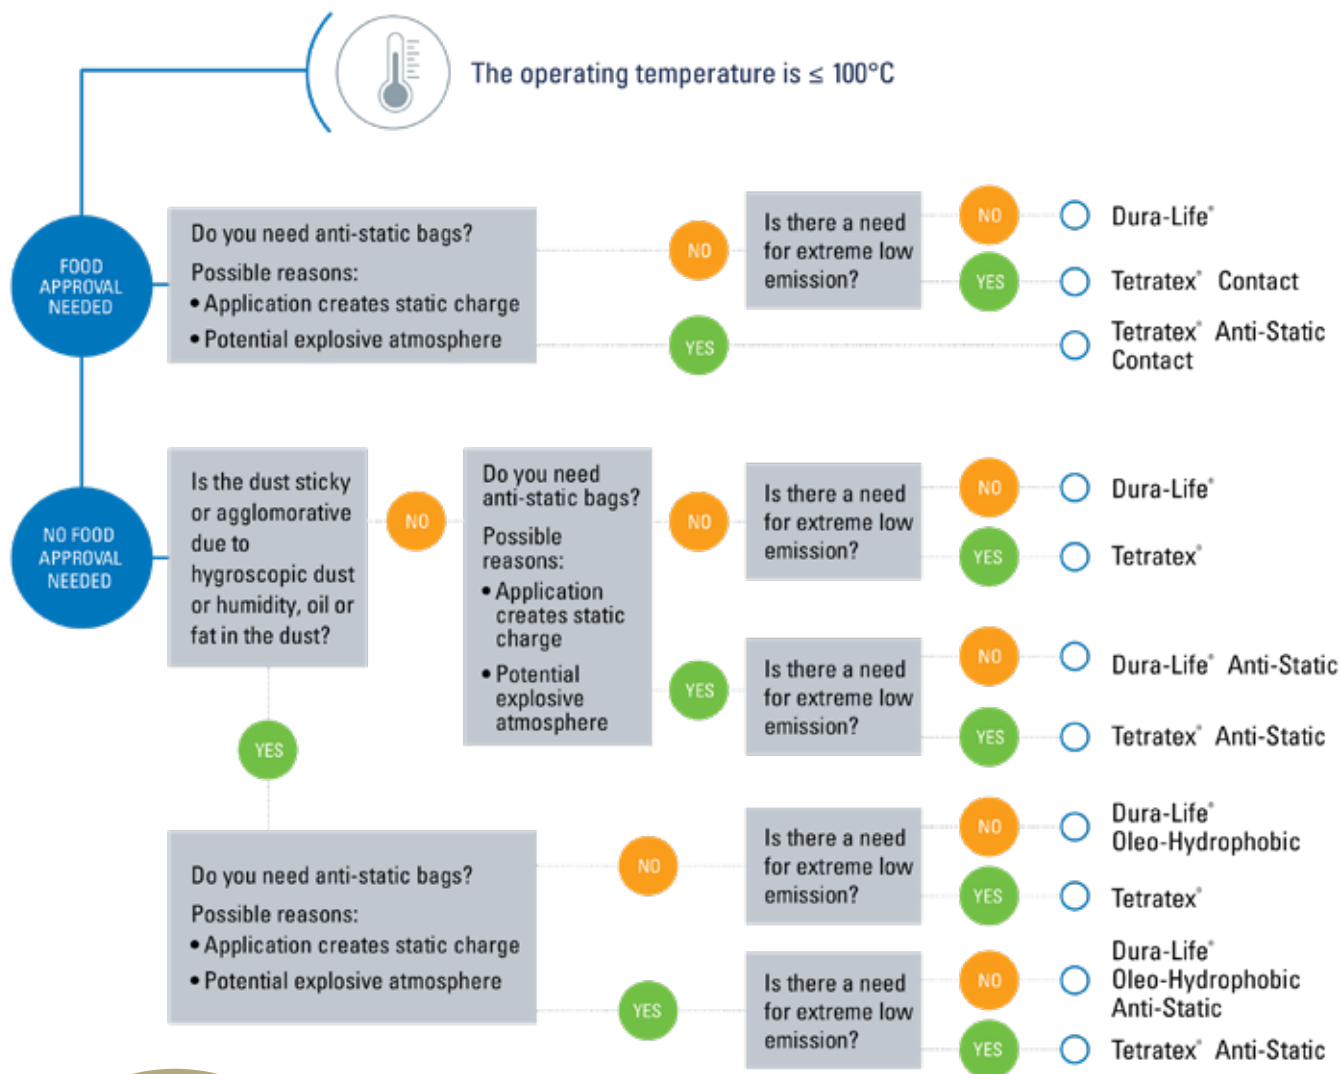 The operating temperature is ≤ 100°C
FOOD
APPROVAL
NEEDED
Do you need anti-static bags?
Possible reasons:
• Application creates static charge
• Potential explosive atmosphere
NO
Is there a need
for extreme low
emission?
NO
Dura-Life®
YES
Tetratex® Contact
YES
Tetratex® Anti-Static
Contact
NO FOOD
APPROVAL
NEEDED
Is the dust sticky
or agglomorative
due to
hygroscopic dust
or humidity, oil or
fat in the dust?
NO
Do you need
anti-static bags?
Possible
reasons:
• Application
creates static
charge
• Potential
explosive
atmosphere
NO
Is there a need
for extreme low
emission?
NO
Dura-Life®
YES
Tetratex®
YES
Is there a need
for extreme low
emission?
NO
Dura-Life® Anti-Static
YES
Tetratex® Anti-Static
YES
Do you need anti-static bags?
Possible reasons:
• Application creates static charge
• Potential explosive atmosphere
NO
Is there a need
for extreme low
emission?
NO
Dura-Life®
Oleo-Hydrophobic
YES
Tetratex®
YES
Is there a need
for extreme low
emission?
NO
Dura-Life®
Oleo-Hydrophobic
Anti-Static
YES
Tetratex® Anti-Static